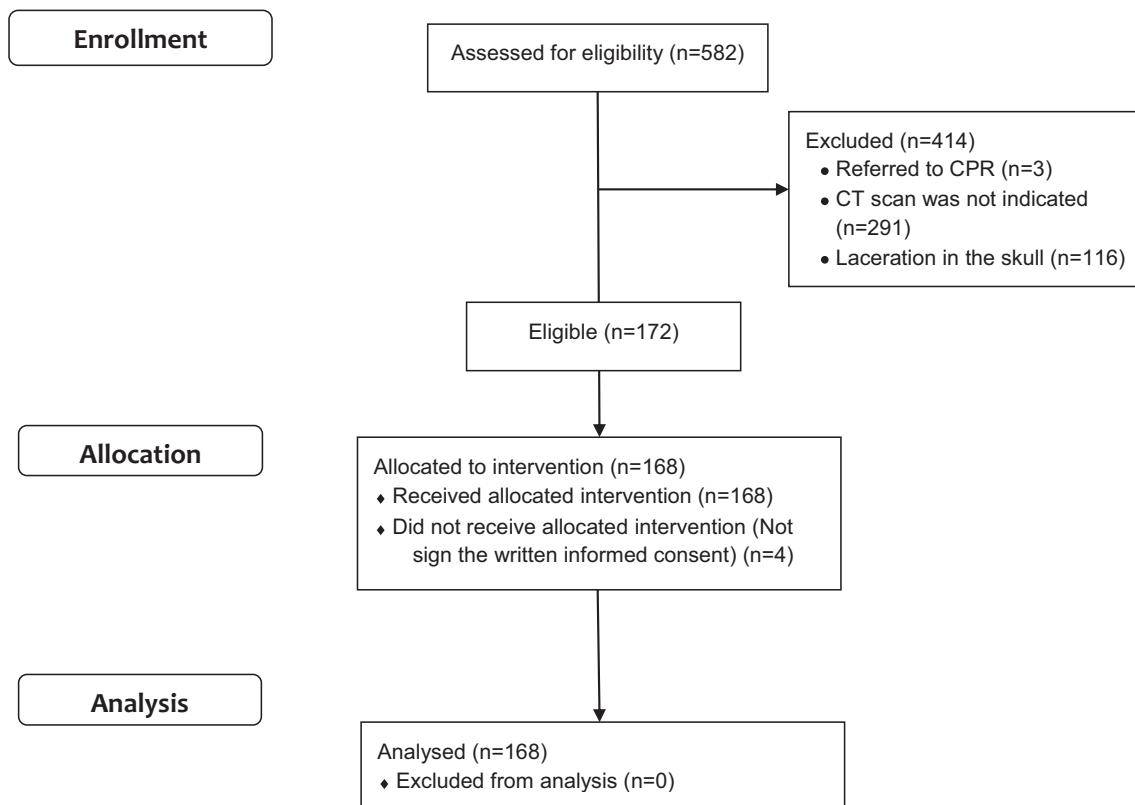 Enrollment
Assessed for eligibility (n=582)
Excluded (n=414)
• Referred to CPR (n=3)
• CT scan was not indicated
(n=291)
• Laceration in the skull (n=116)
Eligible (n=172)
Allocation
Allocated to intervention (n=168)
♦ Received allocated intervention (n=168)
♦ Did not receive allocated intervention (Not
sign the written informed consent) (n=4)
Analysis
Analysed (n=168)
♦ Excluded from analysis (n=0)